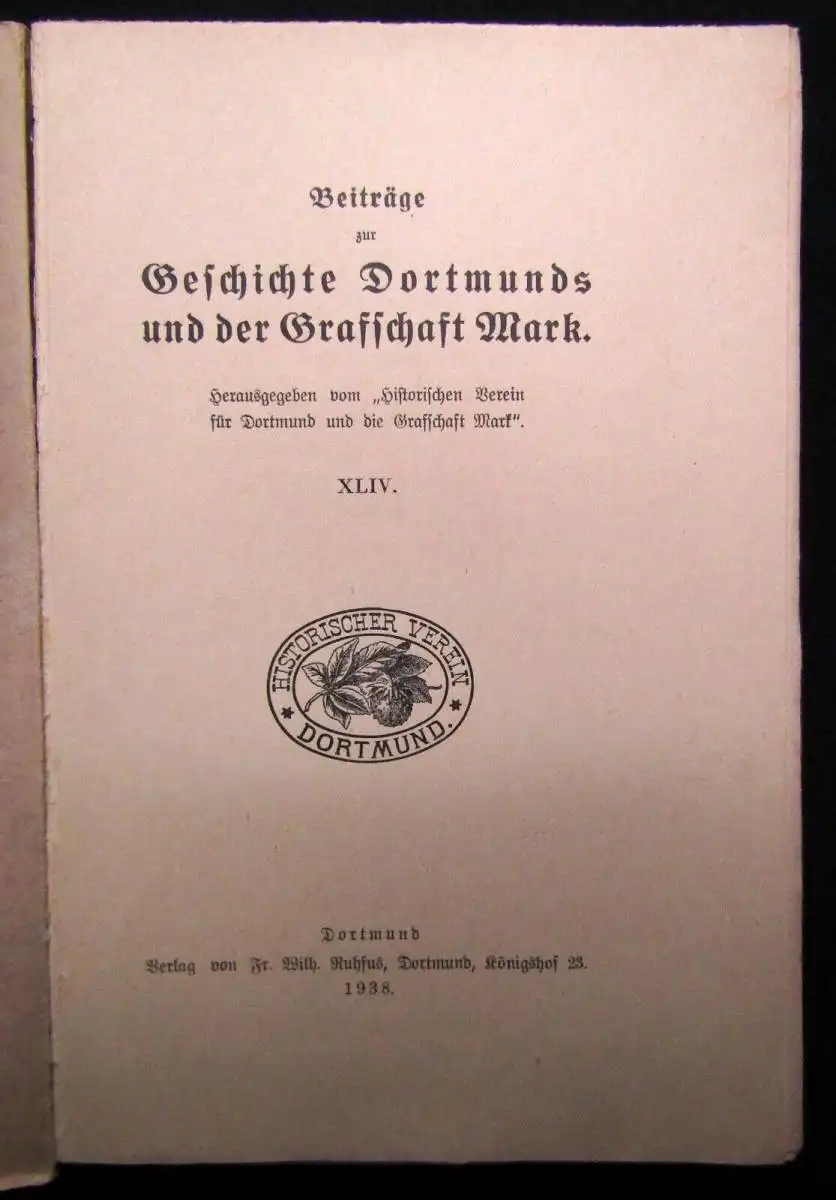 Beiträge
zur
Geschichte Dortmunds
und der Grafschaft Mark.
Herausgegeben vom „Historischen Verein
für Dortmund und die Grafschaft Mark".
XLIV.
HISTORISCHER VEREIN
* DORTMUND. *
Dortmund
Verlag von Fr. Wilh. Ruhfus, Dortmund, Königshof 23.
1938.